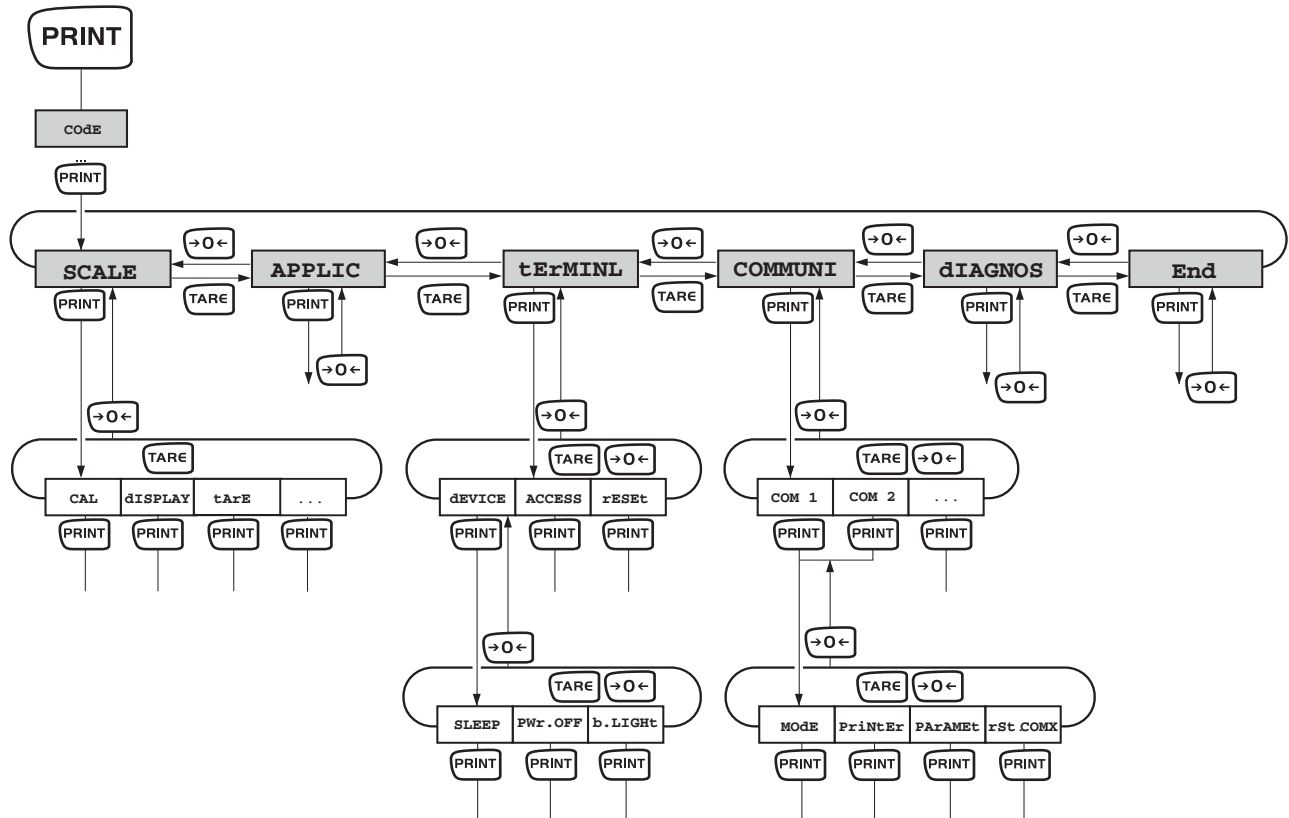 PRINT
COdE
...
PRINT
→0← →0← →0← →0← →0←
SCALE APPLIC tErMINL COMMUNI dIAGNOS End
TARE TARE TARE TARE TARE
PRINT PRINT PRINT PRINT PRINT PRINT
→0← →0← →0←
→0← →0← →0←
TARE TARE →0← TARE →0←
CAL dISPLAY tArE ... dEVICE ACCESS rESEt COM 1 COM 2 ...
PRINT PRINT PRINT PRINT PRINT PRINT PRINT PRINT PRINT PRINT
→0← →0←
TARE →0← TARE →0←
SLEEP PWr.OFF b.LIGHt MOdE PriNtEr PArAMEt rSt.COMX
PRINT PRINT PRINT PRINT PRINT PRINT PRINT